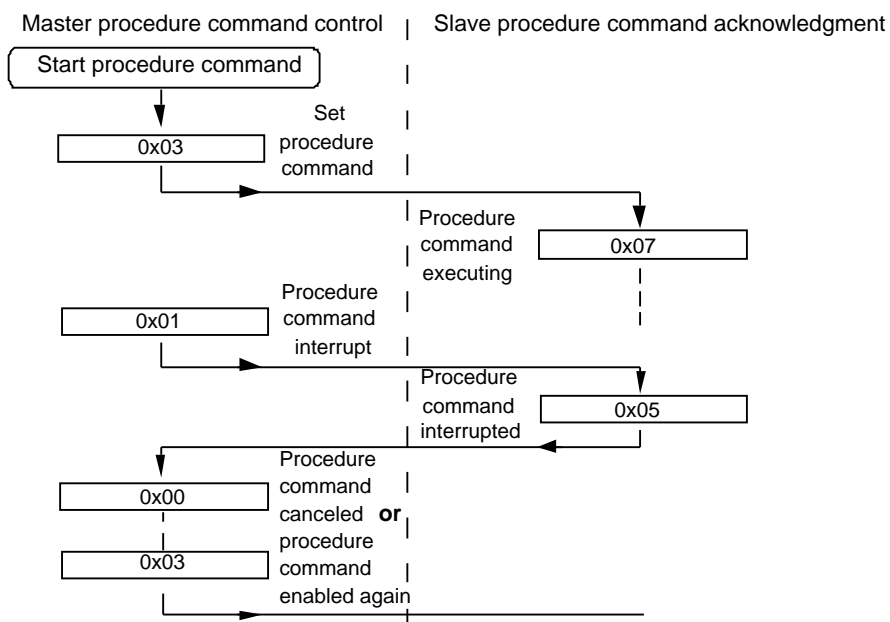 Master procedure command control
Slave procedure command acknowledgment
Start procedure command
Set
procedure
command
0x03
Procedure
command
executing
0x07
Procedure
command
interrupt
0x01
Procedure
command
interrupted
0x05
Procedure
command
canceled or
procedure
command
enabled again
0x00
0x03